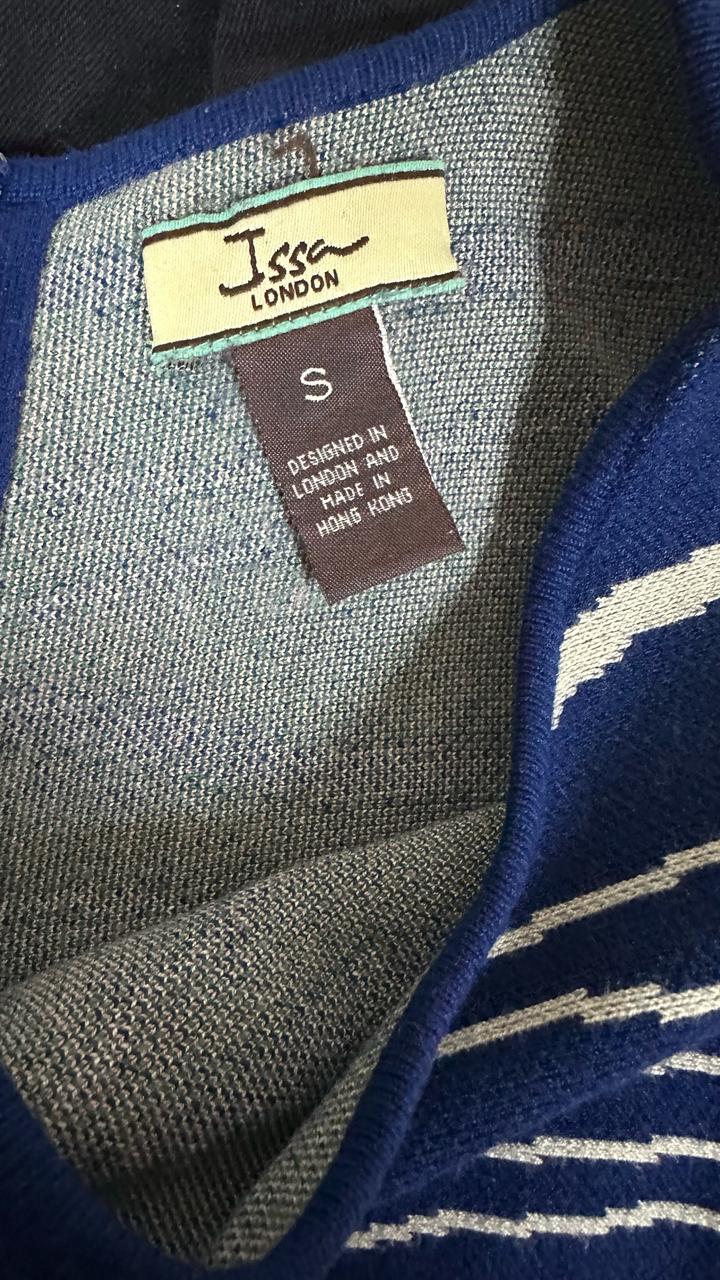 Issa
LONDON
S
DESIGNED IN
LONDON AND
MADE IN
HONG KONG